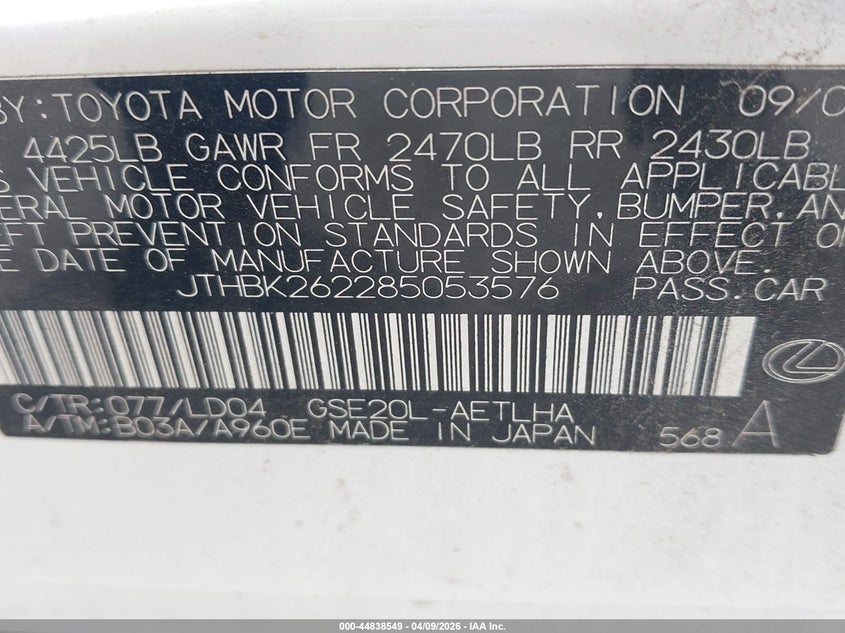 BY:TOYOTA MOTOR CORPORATION 09/0
4425LB GAWR FR 2470LB RR 2430LB
S VEHICLE CONFORMS TO ALL APPLICABL
ERAL MOTOR VEHICLE SAFETY, BUMPER, AN
EFT PREVENTION STANDARDS IN EFFECT O
E DATE OF MANUFACTURE SHOWN ABOVE.
JTHBK262285053576 PASS. CAR
C/TR:077/LD04 GSE20L-AETLHA
A/TM:B03A/A960E MADE IN JAPAN 568 A
000-44838549 | 04/09/2026 | IAA Inc.